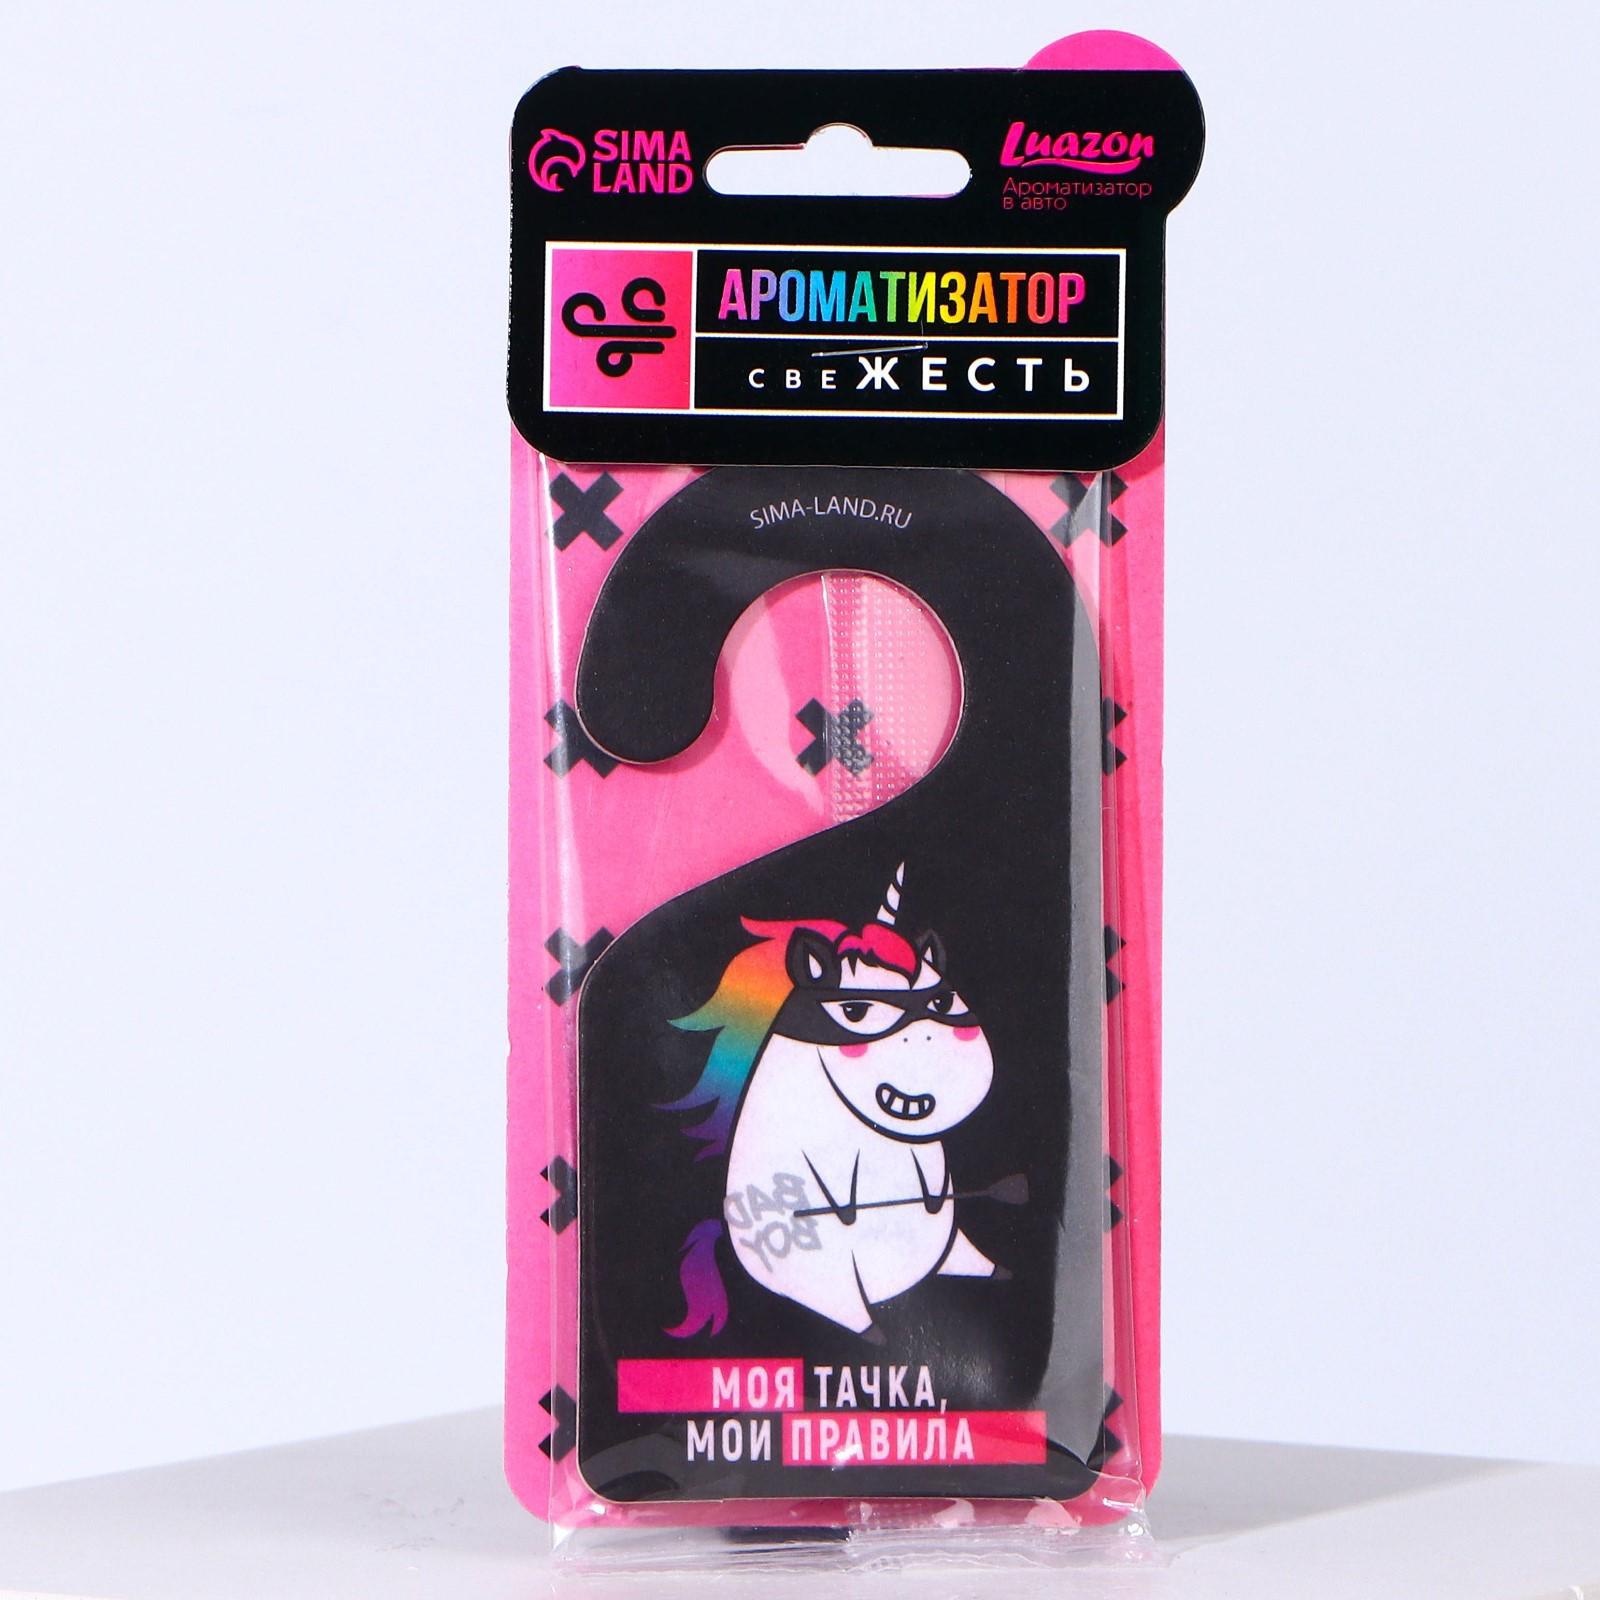 SIMA
LAND
Luazon
Ароматизатор
в авто
АРОМАТИЗАТОР
СВЕЖЕСТЬ
SIMA-LAND.RU
BAD
BOY
МОЯ ТАЧКА,
МОИ ПРАВИЛА